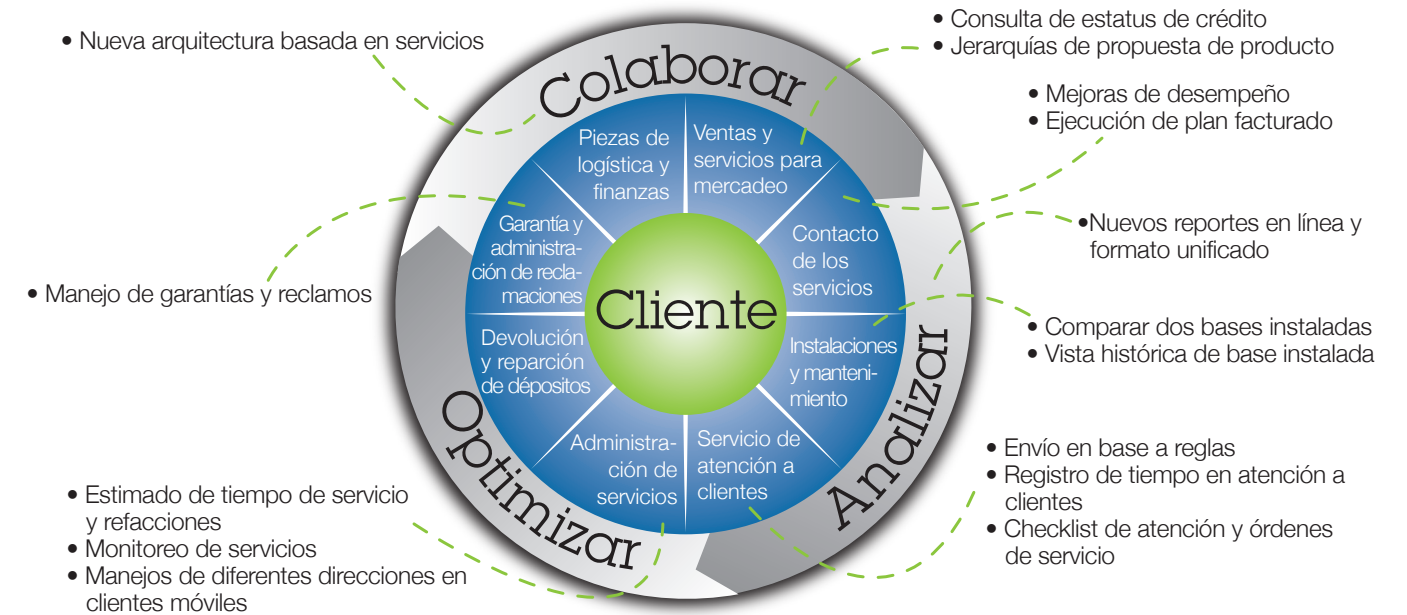 • Nueva arquitectura basada en servicios
• Consulta de estatus de crédito
• Jerarquías de propuesta de producto
• Mejoras de desempeño
• Ejecución de plan facturado
•Nuevos reportes en línea y
formato unificado
• Manejo de garantías y reclamos
• Comparar dos bases instaladas
• Vista histórica de base instalada
• Envío en base a reglas
• Registro de tiempo en atención a
clientes
• Checklist de atención y órdenes
de servicio
• Estimado de tiempo de servicio
y refacciones
• Monitoreo de servicios
• Manejos de diferentes direcciones en
clientes móviles
Colaborar
Analizar
Optimizar
Piezas de
logística y
finanzas
Ventas y
servicios para
mercadeo
Contacto
de los
servicios
Instalaciones
y manteni-
miento
Servicio de
atención a
clientes
Administra-
ción de
servicios
Devolución
y reparción
de dépositos
Garantía y
administra-
ción de recla-
maciones
Cliente